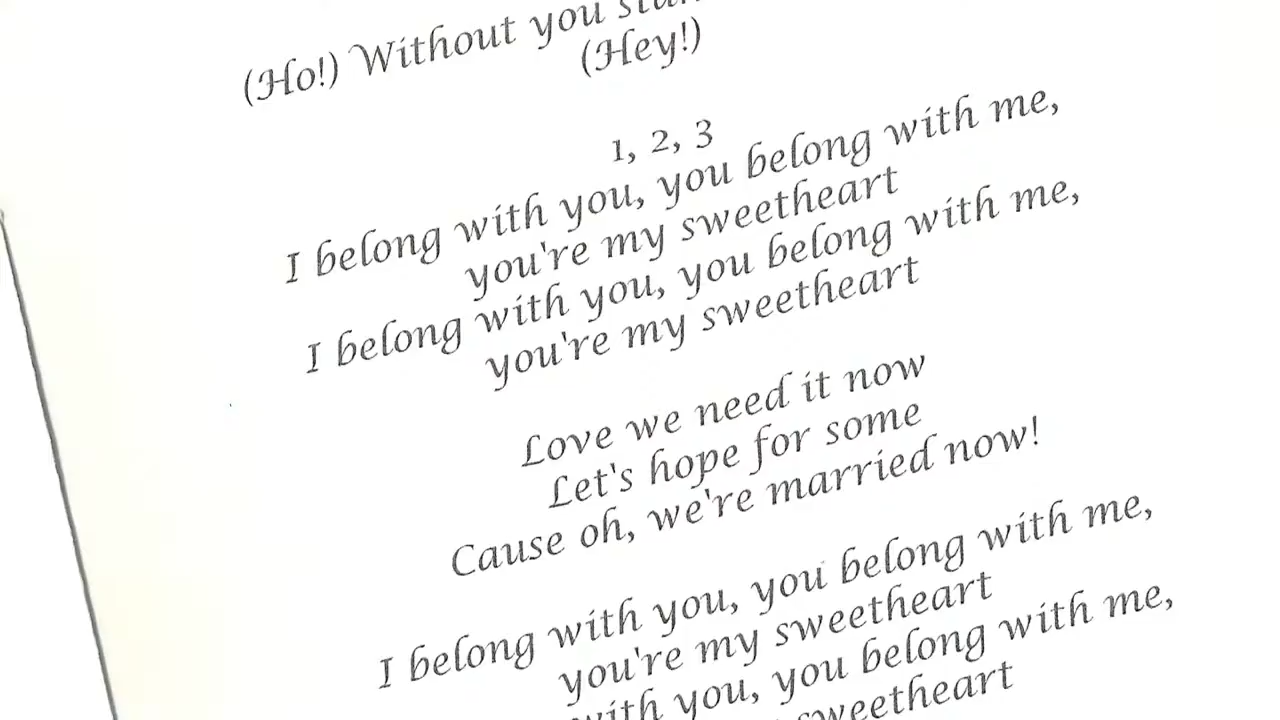 (Ho!) Without you
(Hey!)
1, 2, 3
I belong with you, you belong with me,
you're my sweetheart
I belong with you, you belong with me,
you're my sweetheart
Love we need it now
Let's hope for some
Cause oh, we're married now!
I belong with you, you belong with me,
you're my sweetheart
with you, you belong with me,
sweetheart